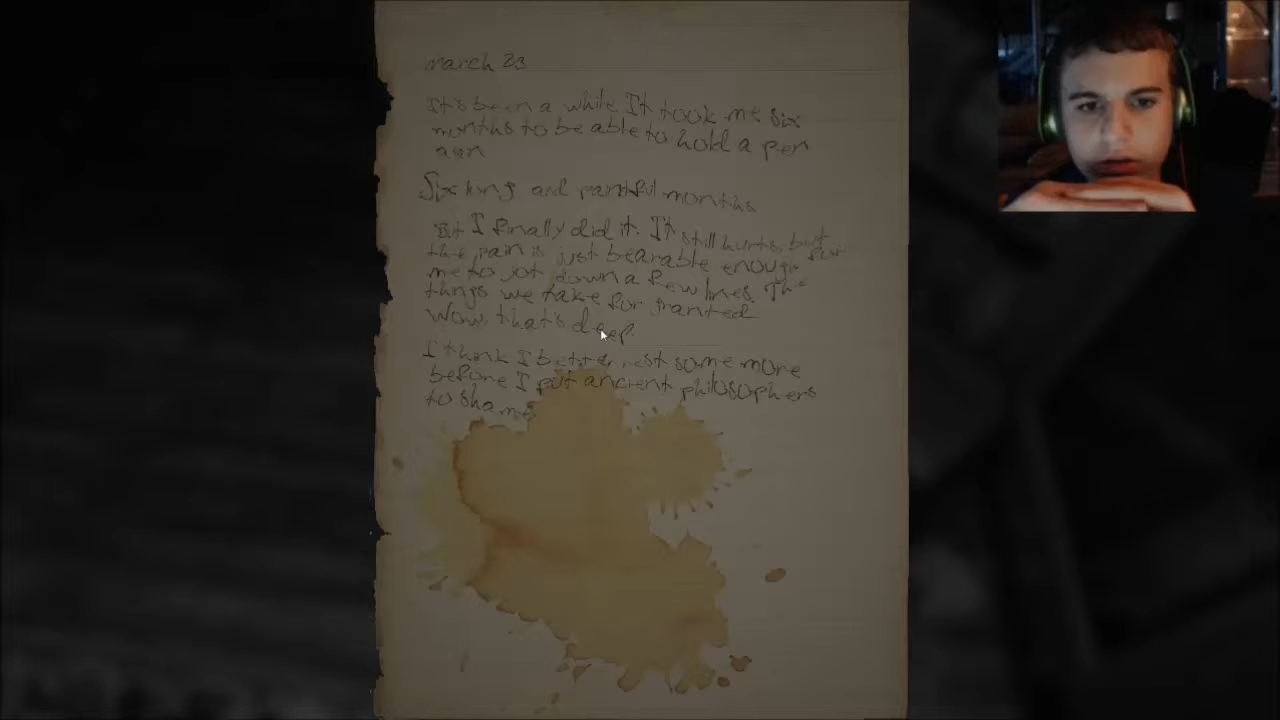 march 23
It's been a while It took me six
months to be able to hold a pen
agn
Six long and painful months
But I finally did it. It still hurts, but
the pain is just bearable enough for
me to jot down a few lines. The
things we take for granted
Wow, that's deep.
I think I better rest some more
before I put ancient philosophers
to shame